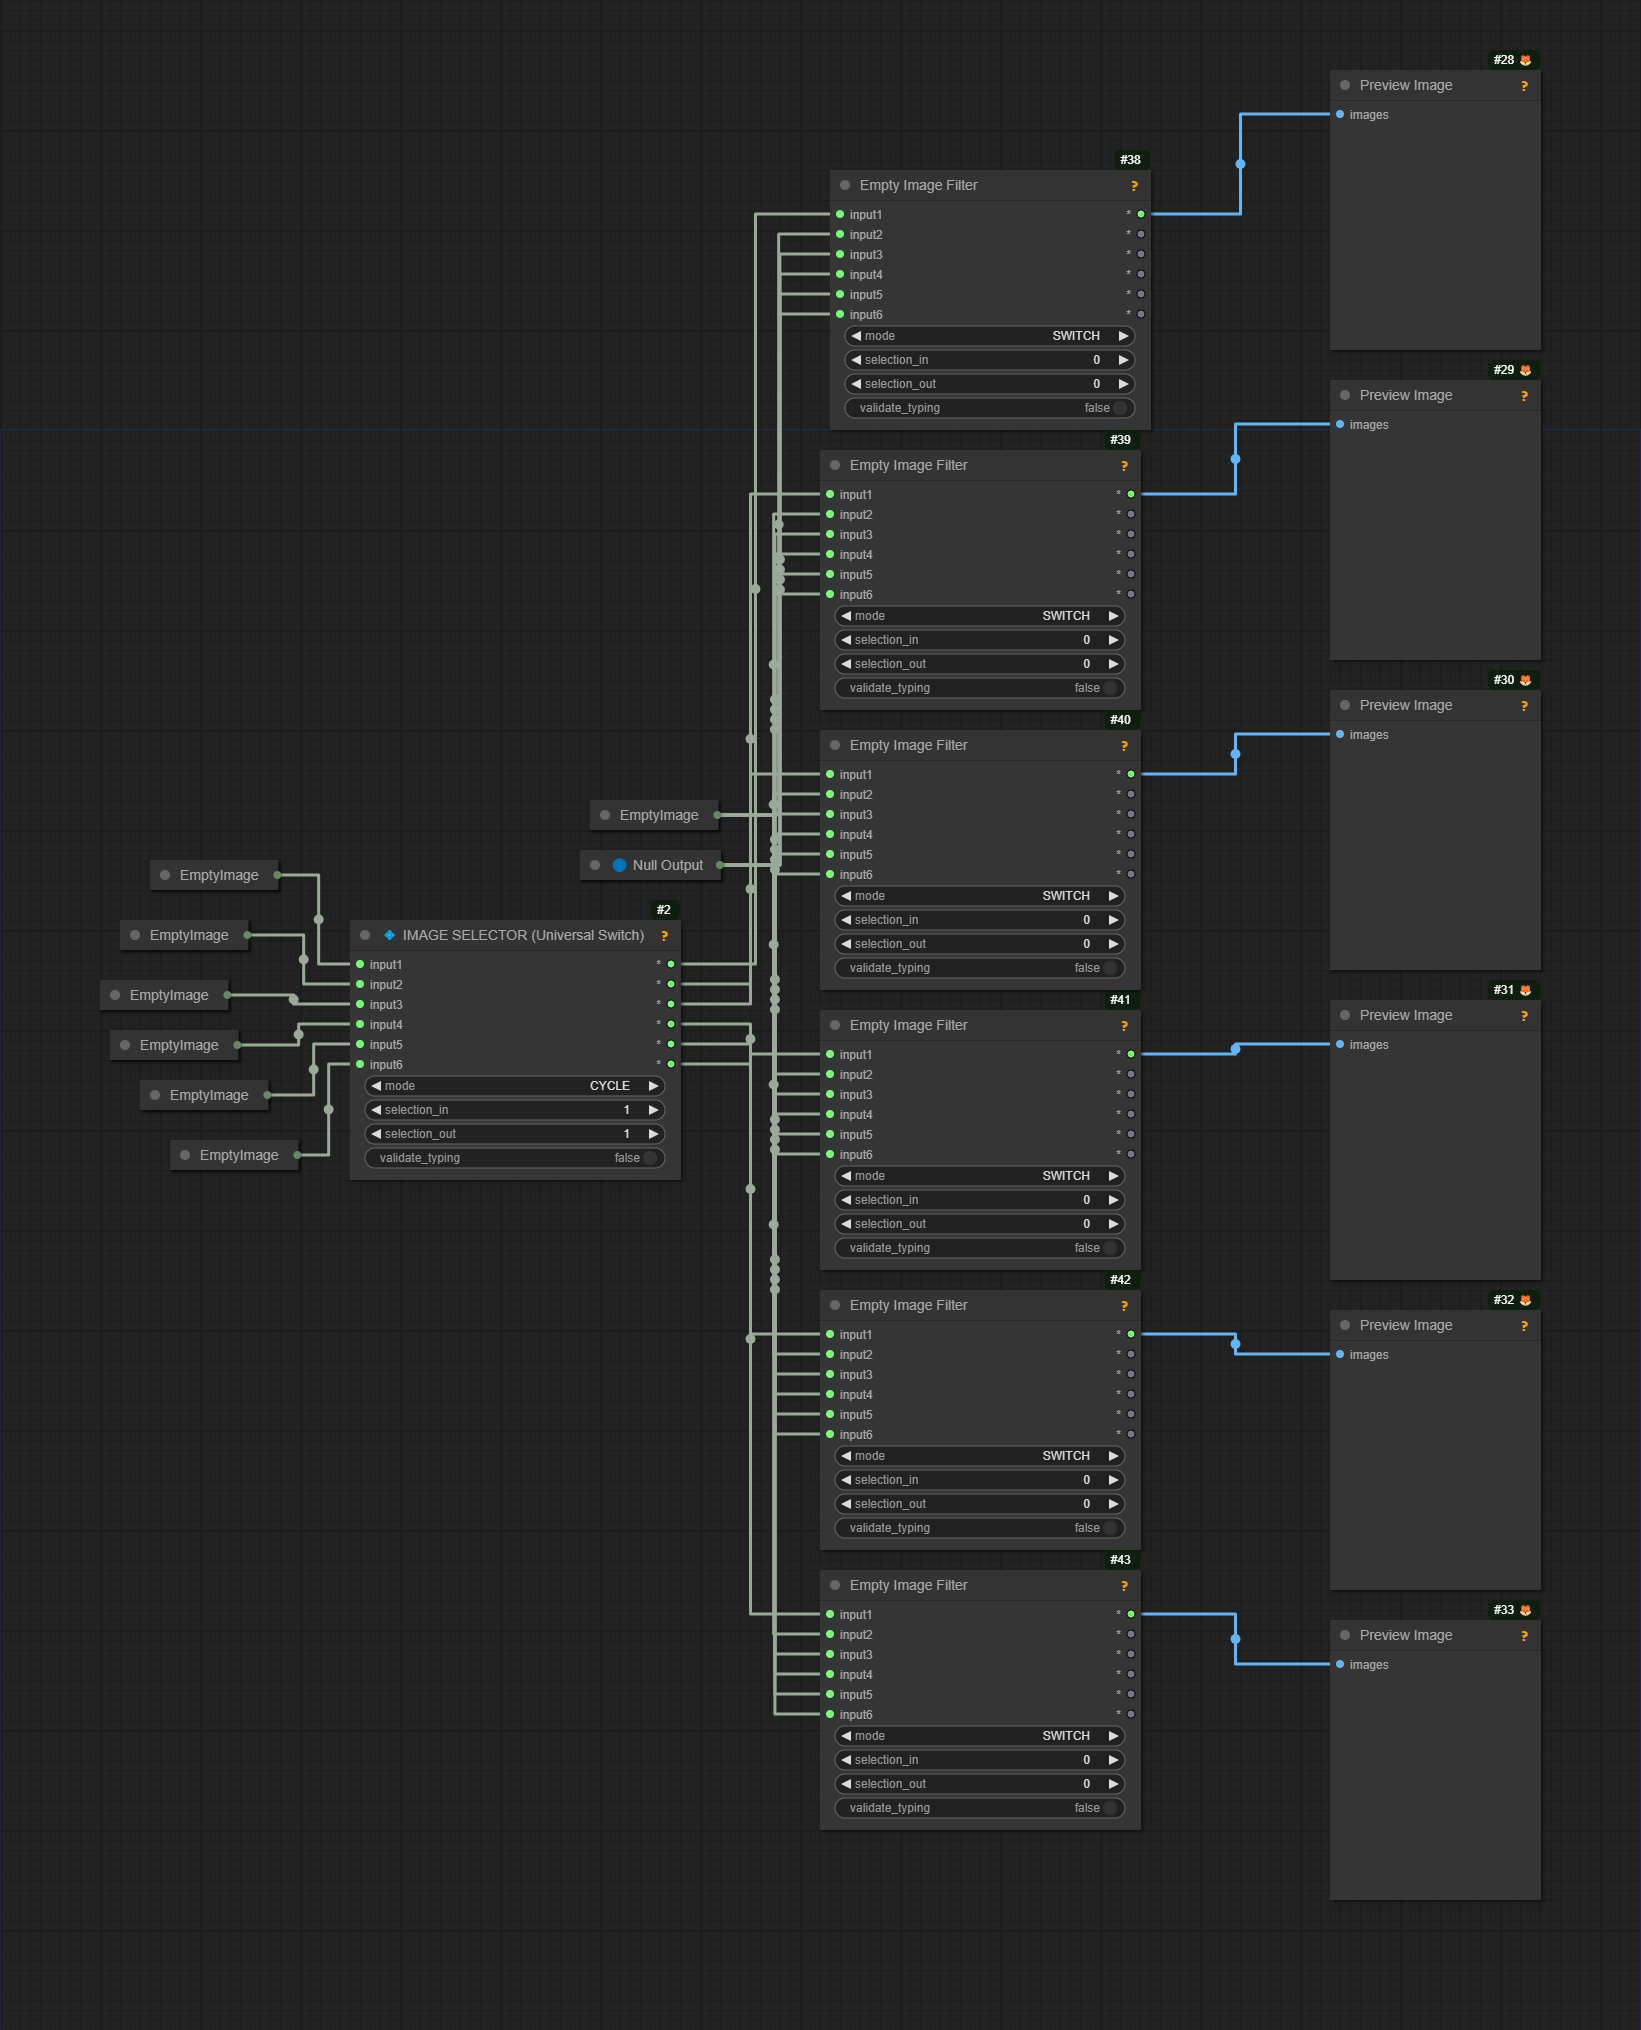 #28
Preview Image ?
images
#38
Empty Image Filter ?
input1 *
input2 *
input3 *
input4 *
input5 *
input6 *
mode SWITCH
selection_in 0
selection_out 0
validate_typing false
#29
Preview Image ?
images
#39
Empty Image Filter ?
input1 *
input2 *
input3 *
input4 *
input5 *
input6 *
mode SWITCH
selection_in 0
selection_out 0
validate_typing false
#30
Preview Image ?
images
#40
Empty Image Filter ?
input1 *
input2 *
input3 *
input4 *
input5 *
input6 *
mode SWITCH
selection_in 0
selection_out 0
validate_typing false
EmptyImage
Null Output
EmptyImage
EmptyImage
EmptyImage
EmptyImage
EmptyImage
EmptyImage
#2
IMAGE SELECTOR (Universal Switch) ?
input1 *
input2 *
input3 *
input4 *
input5 *
input6 *
mode CYCLE
selection_in 1
selection_out 1
validate_typing false
#31
Preview Image ?
images
#41
Empty Image Filter ?
input1 *
input2 *
input3 *
input4 *
input5 *
input6 *
mode SWITCH
selection_in 0
selection_out 0
validate_typing false
#32
Preview Image ?
images
#42
Empty Image Filter ?
input1 *
input2 *
input3 *
input4 *
input5 *
input6 *
mode SWITCH
selection_in 0
selection_out 0
validate_typing false
#33
Preview Image ?
images
#43
Empty Image Filter ?
input1 *
input2 *
input3 *
input4 *
input5 *
input6 *
mode SWITCH
selection_in 0
selection_out 0
validate_typing false